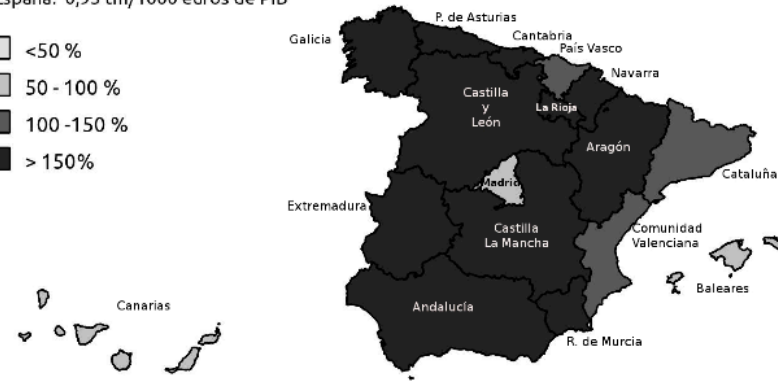 España: 0,95 tm/1000 euros de PIB
<50 %
50 - 100 %
100 -150 %
> 150%
P. de Asturias
Galicia
Cantabria
País Vasco
Navarra
Castilla
y
León
La Rioja
Aragón
Cataluña
Madrid
Extremadura
Castilla
La Mancha
Comunidad
Valenciana
Baleares
Canarias
Andalucía
R. de Murcia